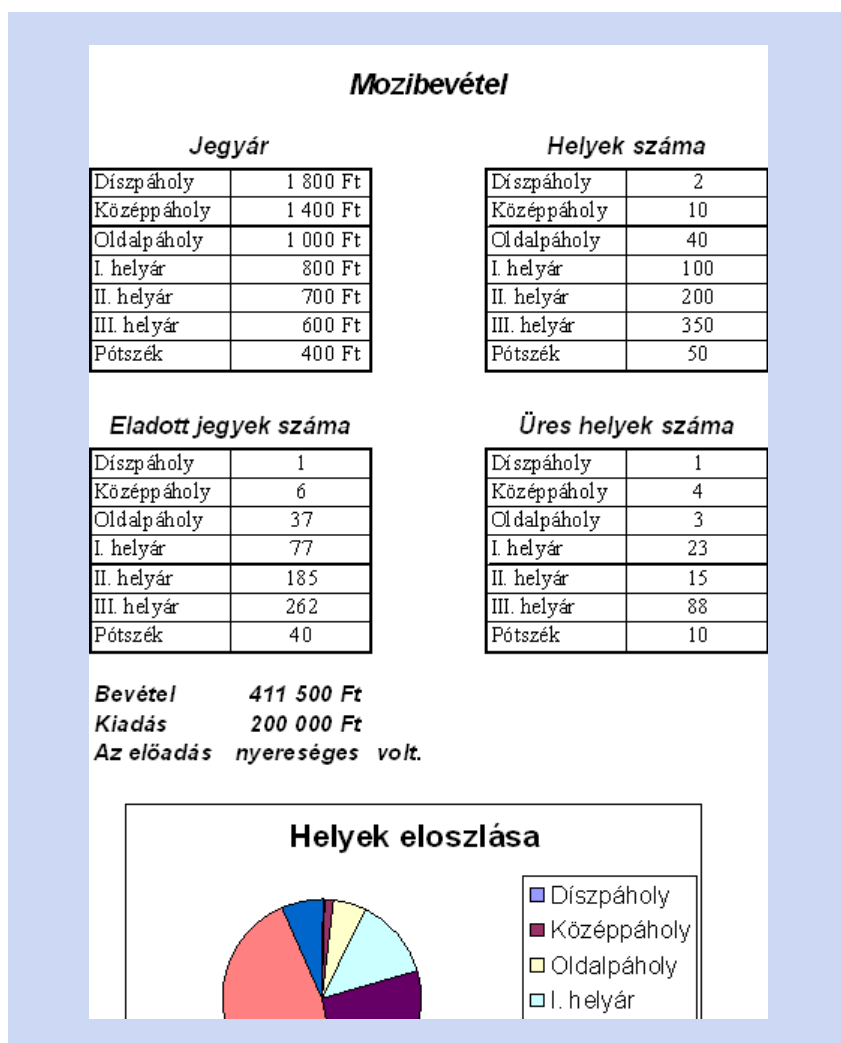 Mozibevétel
Jegyár
Díszpáholy 1 800 Ft
Középpáholy 1 400 Ft
Oldalpáholy 1 000 Ft
I. helyár 800 Ft
II. helyár 700 Ft
III. helyár 600 Ft
Pótszék 400 Ft
Helyek száma
Díszpáholy 2
Középpáholy 10
Oldalpáholy 40
I. helyár 100
II. helyár 200
III. helyár 350
Pótszék 50
Eladott jegyek száma
Díszpáholy 1
Középpáholy 6
Oldalpáholy 37
I. helyár 77
II. helyár 185
III. helyár 262
Pótszék 40
Üres helyek száma
Díszpáholy 1
Középpáholy 4
Oldalpáholy 3
I. helyár 23
II. helyár 15
III. helyár 88
Pótszék 10
Bevétel 411 500 Ft
Kiadás 200 000 Ft
Az előadás nyereséges volt.
Helyek eloszlása
Díszpáholy
Középpáholy
Oldalpáholy
I. helyár